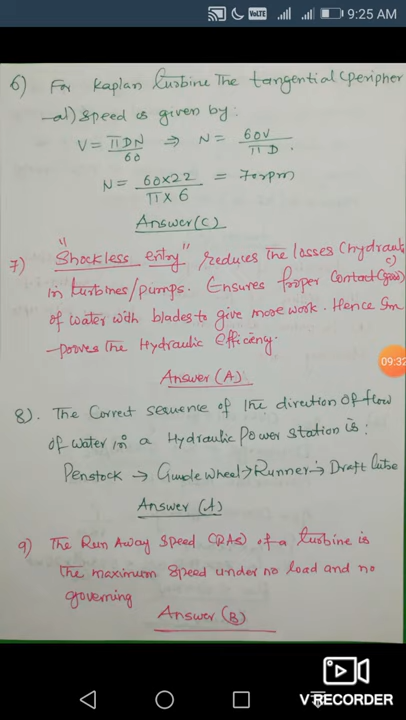 VoLTE 9:25 AM
6) For Kaplan turbine The tangential (peripher
-al) speed is given by:
V = πDN/60 ⇒ N = 60V/πD.
N = 60×22/π×6 = 70rpm
Answer (C)
7) "Shockless entry" reduces The losses (hydraulic)
in turbines/pumps. Ensures proper contact (good)
of water with blades to give more work. Hence Im
-proves The Hydraulic efficiency.
Answer (A)
09:32
8). The Correct sequence of The direction of flow
of water in a Hydraulic Power station is:
Penstock → Guide wheel → Runner → Draft tube
Answer (A)
9) The Run Away Speed (RAS) of a turbine is
The maximum speed under no load and no
governing
Answer (B)
V RECORDER